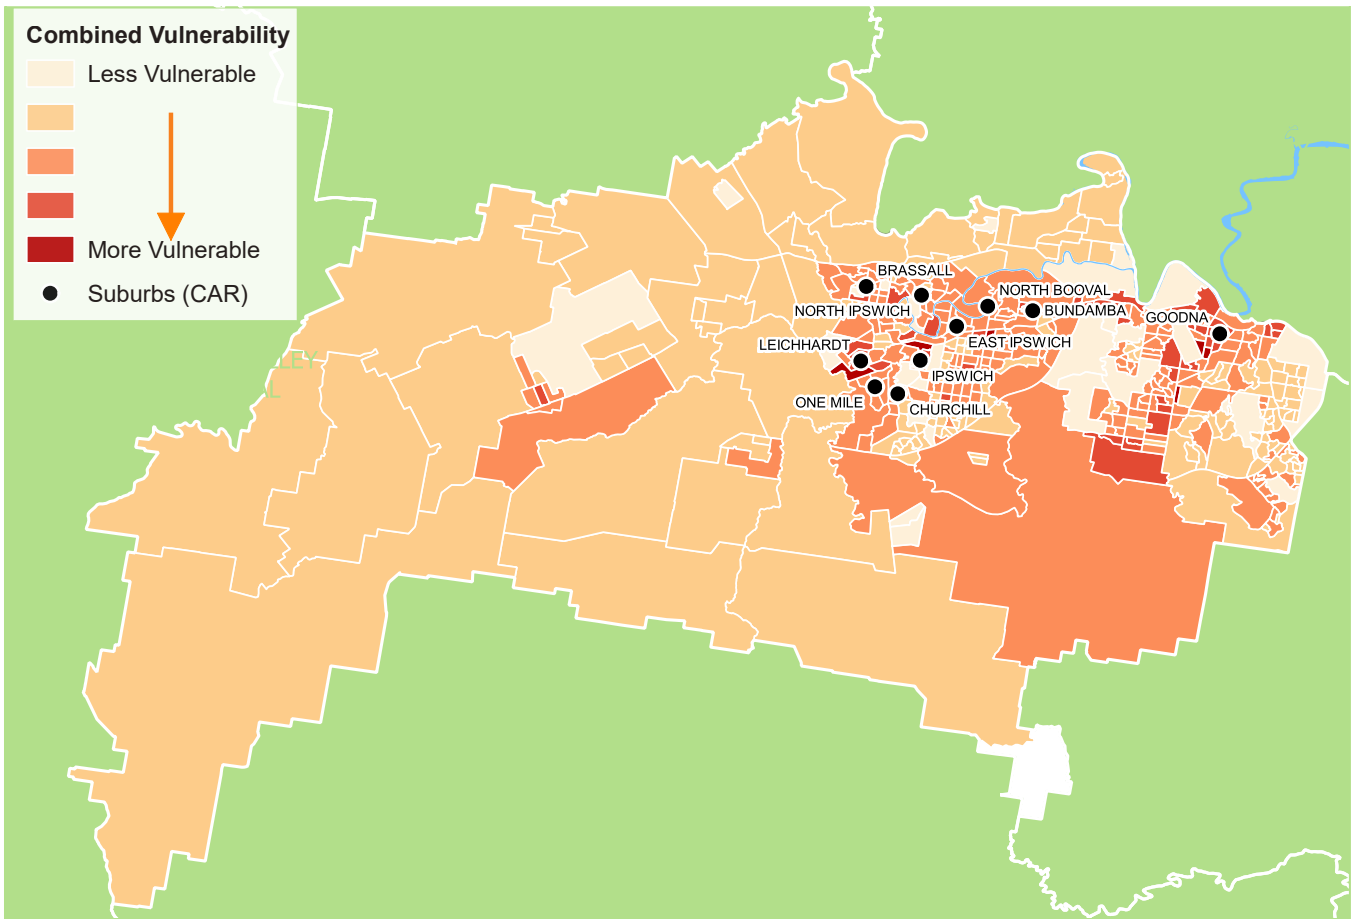 Combined Vulnerability
Less Vulnerable
More Vulnerable
Suburbs (CAR)
BRASSALL
NORTH BOOVAL
NORTH IPSWICH
BUNDAMBA
GOODNA
LEICHHARDT
EAST IPSWICH
IPSWICH
ONE MILE
CHURCHILL